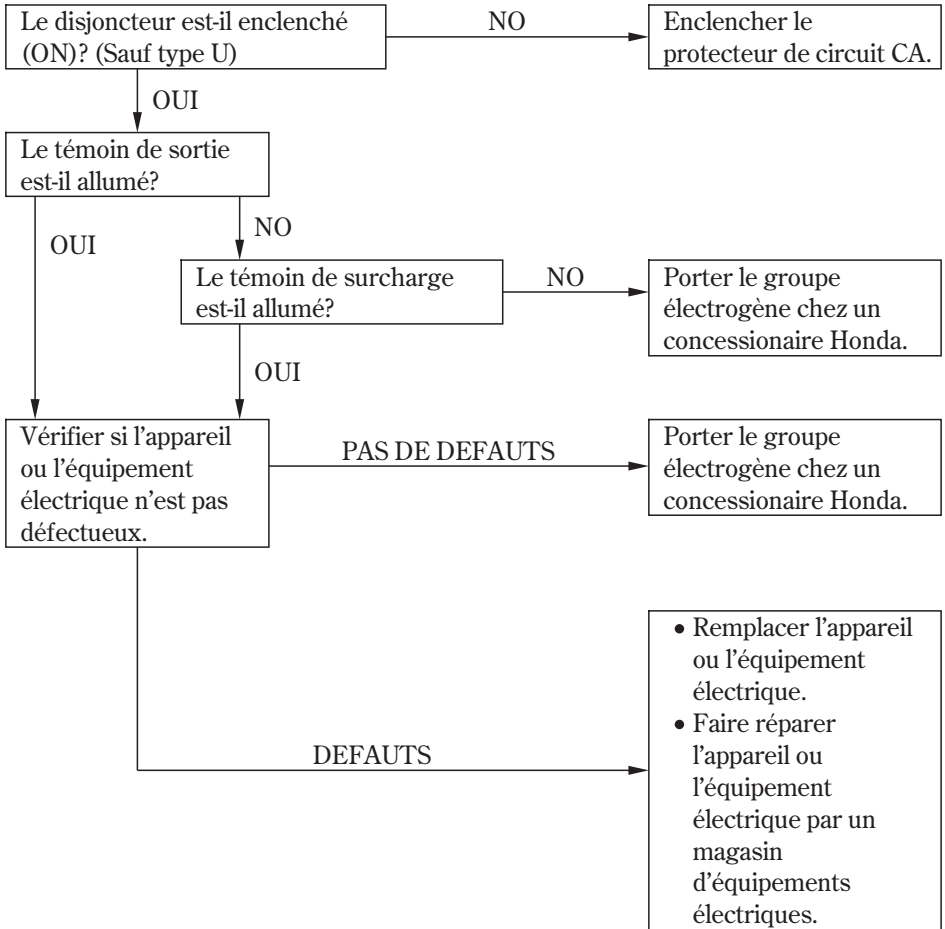 Le disjoncteur est-il enclenché
(ON)? (Sauf type U)
NO
Enclencher le
protecteur de circuit CA.
OUI
Le témoin de sortie
est-il allumé?
OUI
NO
Le témoin de surcharge
est-il allumé?
NO
Porter le groupe
électrogène chez un
concessionaire Honda.
OUI
Vérifier si l'appareil
ou l'équipement
électrique n'est pas
défectueux.
PAS DE DEFAUTS
Porter le groupe
électrogène chez un
concessionaire Honda.
DEFAUTS
• Remplacer l'appareil
ou l'équipement
électrique.
• Faire réparer
l'appareil ou
l'équipement
électrique par un
magasin
d'équipements
électriques.